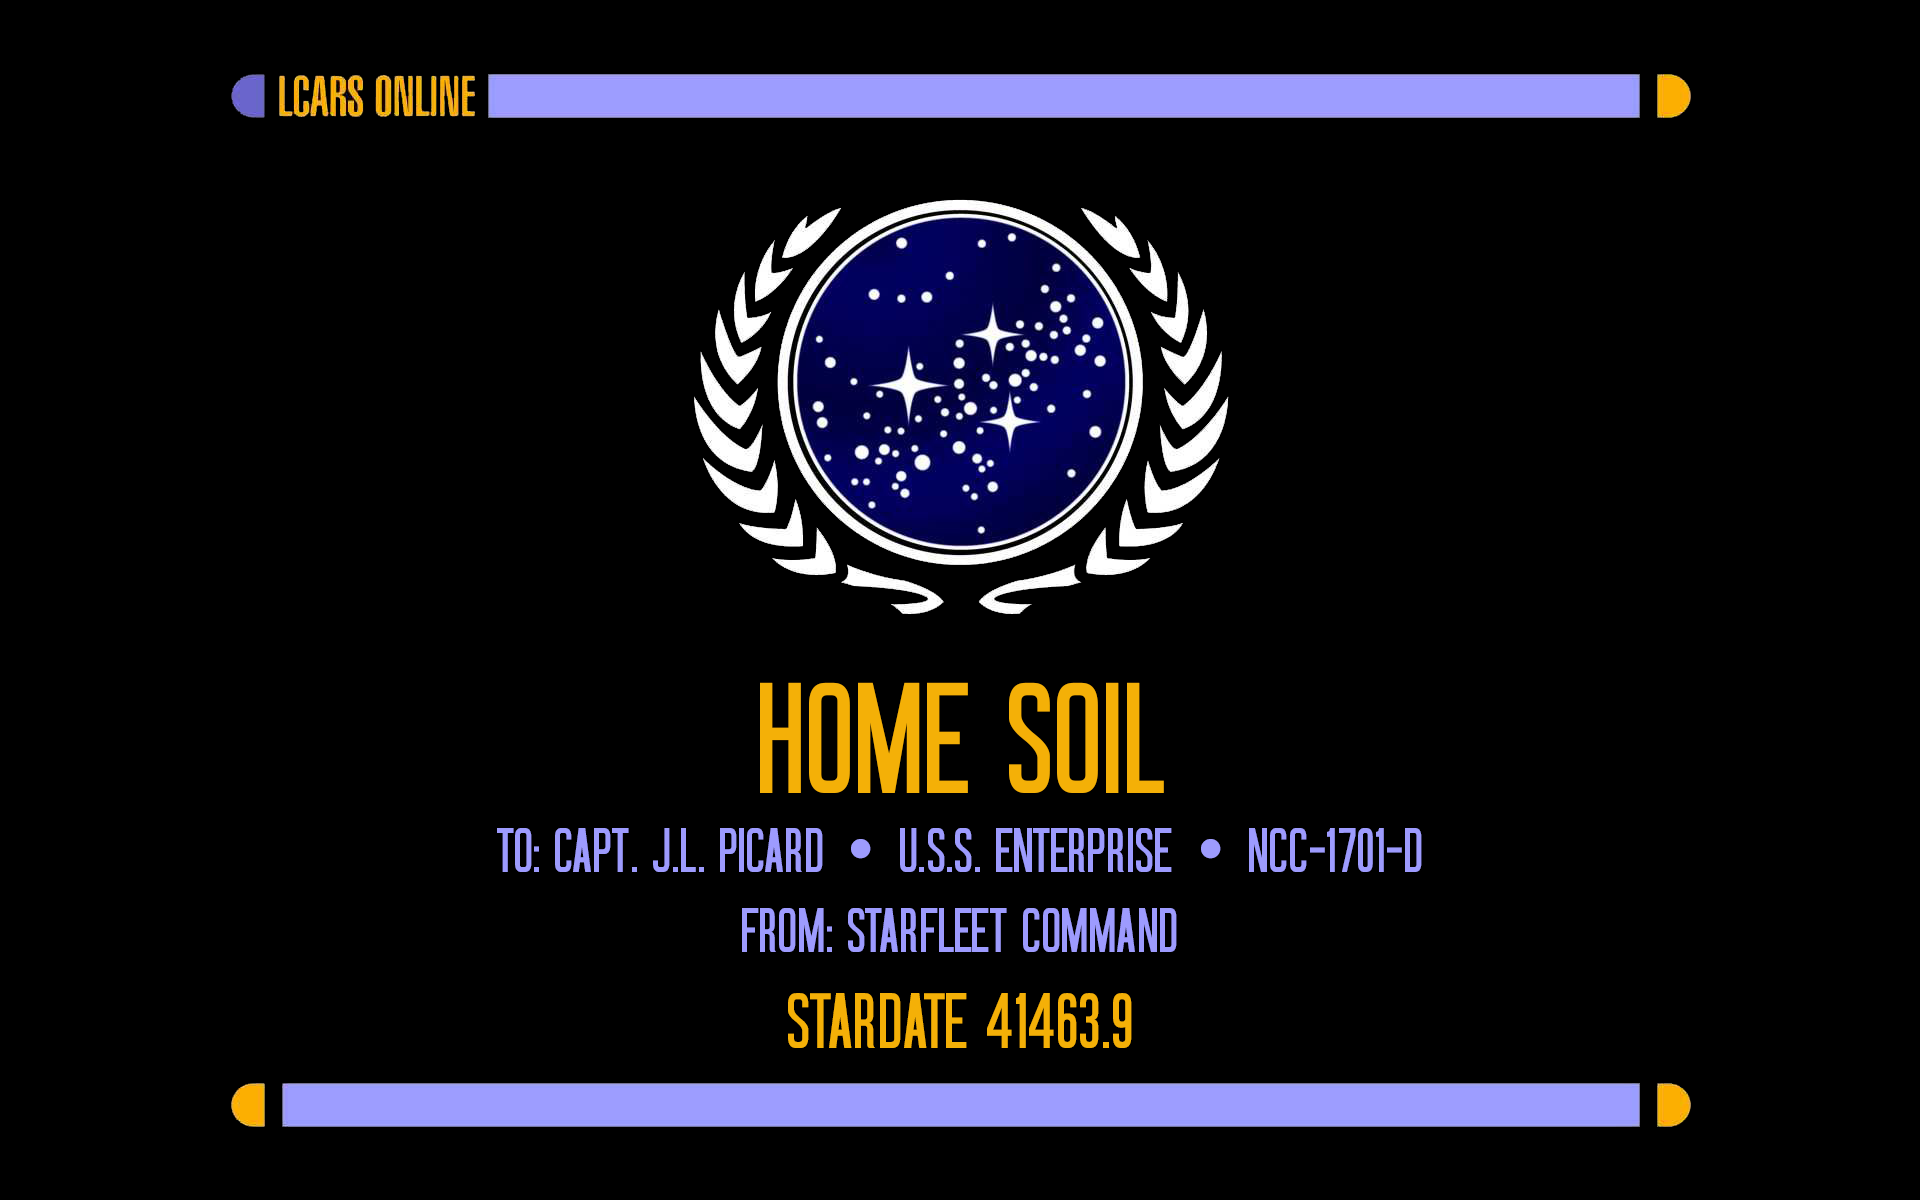 LCARS ONLINE
HOME SOIL
TO: CAPT. J.L. PICARD • U.S.S. ENTERPRISE • NCC-1701-D
FROM: STARFLEET COMMAND
STARDATE 41463.9